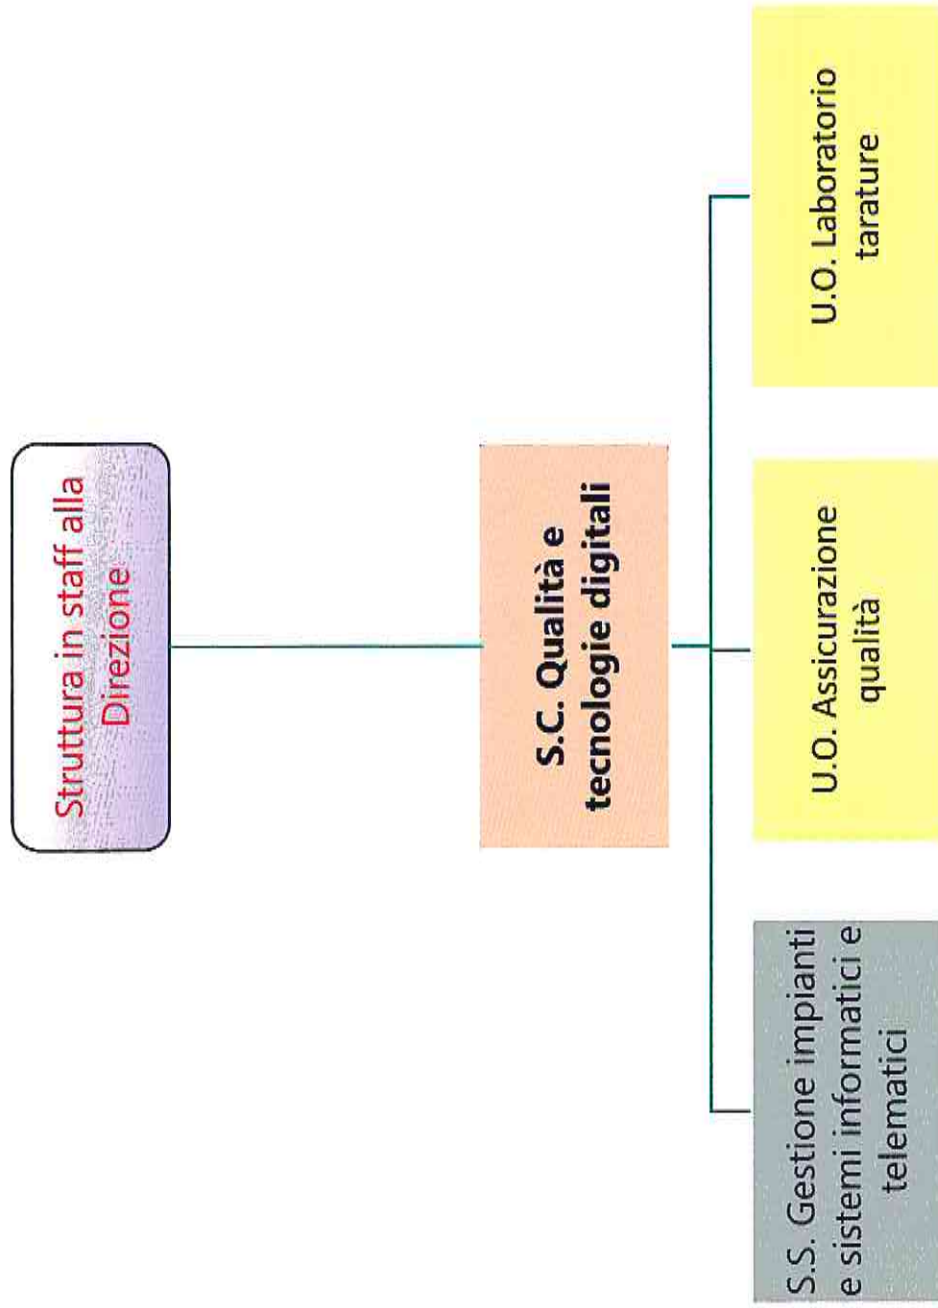 Struttura in staff alla
Direzione
S.C. Qualità e
tecnologie digitali
S.S. Gestione impianti
e sistemi informatici e
telematici
U.O. Assicurazione
qualità
U.O. Laboratorio
tarature